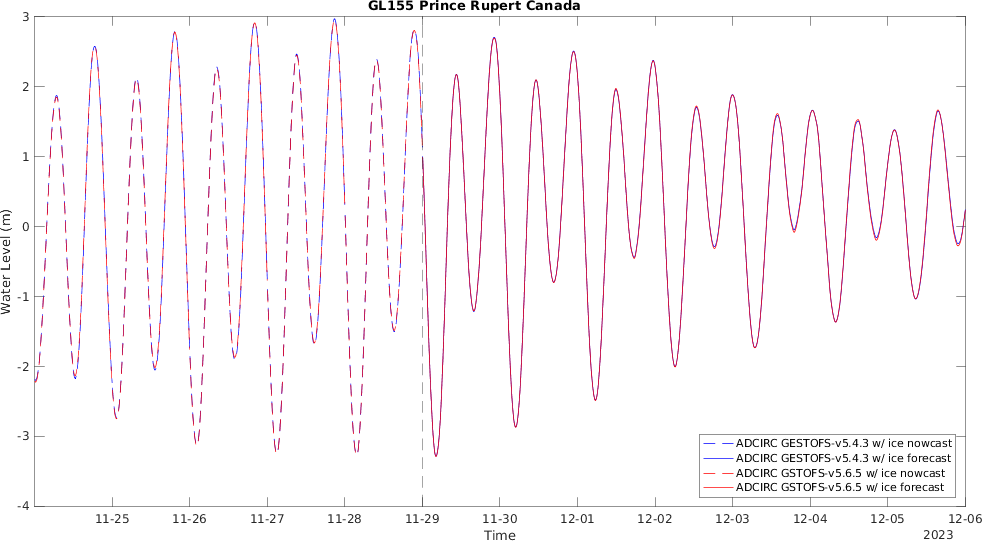 GL155 Prince Rupert Canada
3
2
1
0
-1
-2
-3
-4
Water Level (m)
ADCIRC GESTOFS-v5.4.3 w/ ice nowcast
ADCIRC GESTOFS-v5.4.3 w/ ice forecast
ADCIRC GSTOFS-v5.6.5 w/ ice nowcast
ADCIRC GSTOFS-v5.6.5 w/ ice forecast
11-25 11-26 11-27 11-28 11-29 11-30 12-01 12-02 12-03 12-04 12-05 12-06
Time
2023